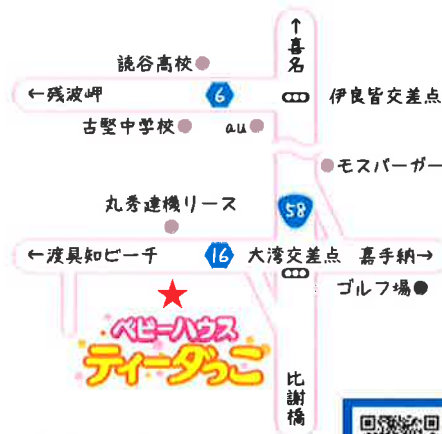 ↑喜名
読谷高校
←残波岬
6
伊良皆交差点
古堅中学校
au
モスバーガー
丸秀建機リース
58
←渡具知ビーチ
16
大湾交差点
嘉手納→
ゴルフ場
ベビーハウス
ティーダっこ
比謝橋